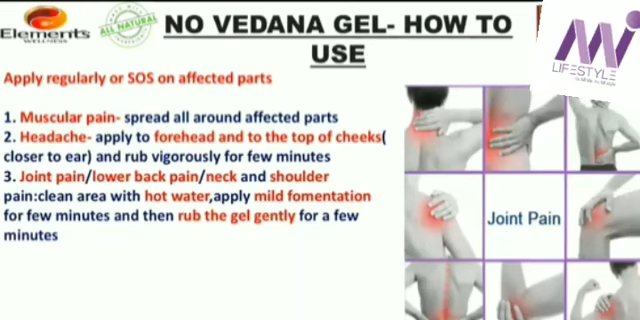 Elements
WELLNESS
ALL NATURAL
NO VEDANA GEL- HOW TO
USE
Mi
LIFESTYLE
Apply regularly or SOS on affected parts
1. Muscular pain- spread all around affected parts
2. Headache- apply to forehead and to the top of cheeks(
closer to ear) and rub vigorously for few minutes
3. Joint pain/lower back pain/neck and shoulder
pain:clean area with hot water,apply mild fomentation
for few minutes and then rub the gel gently for a few
minutes
Joint Pain